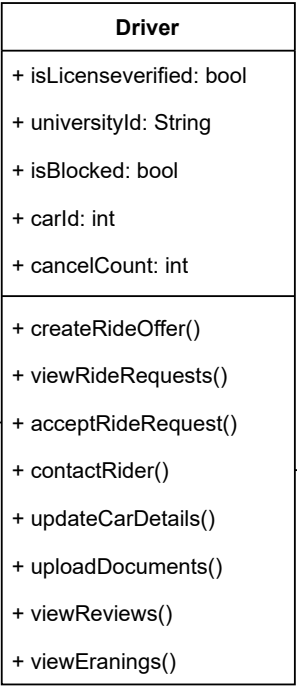 Driver
+ isLicenseverified: bool
+ universityId: String
+ isBlocked: bool
+ carId: int
+ cancelCount: int
+ createRideOffer()
+ viewRideRequests()
+ acceptRideRequest()
+ contactRider()
+ updateCarDetails()
+ uploadDocuments()
+ viewReviews()
+ viewEranings()